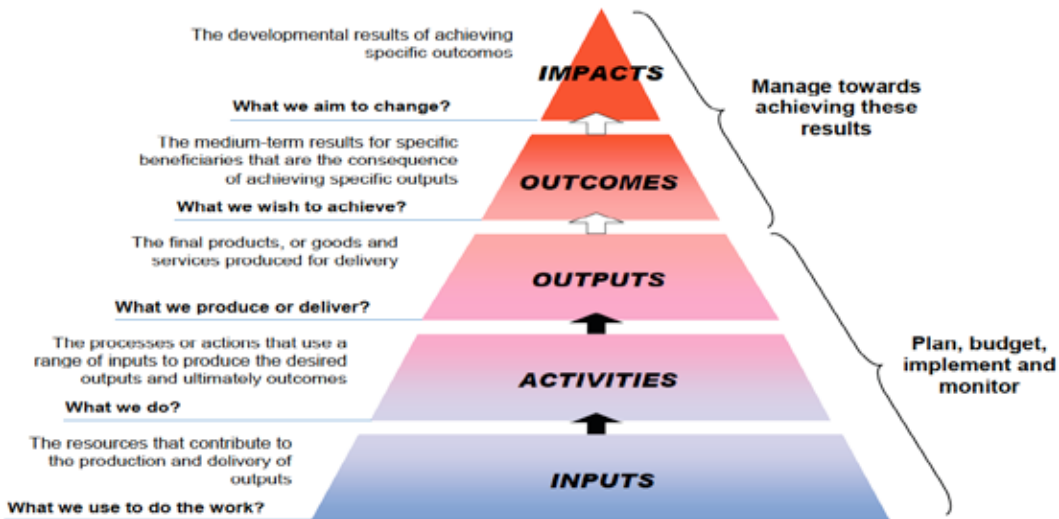 The developmental results of achieving
specific outcomes
IMPACTS
What we aim to change?
Manage towards
achieving these
results
The medium-term results for specific
beneficiaries that are the consequence
of achieving specific outputs
OUTCOMES
What we wish to achieve?
The final products, or goods and
services produced for delivery
OUTPUTS
What we produce or deliver?
The processes or actions that use a
range of inputs to produce the desired
outputs and ultimately outcomes
ACTIVITIES
What we do?
Plan, budget,
implement and
monitor
The resources that contribute to
the production and delivery of
outputs
INPUTS
What we use to do the work?